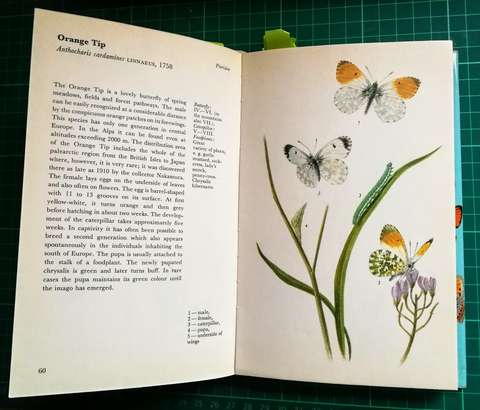 Orange Tip
Anthocharis cardamines LINNAEUS, 1758
Pieridae
The Orange Tip is a lovely butterfly of spring
meadows, fields and forest pathways. The male
can be easily recognized at a considerable distance
by the conspicuous orange patches on its forewings.
This species has only one generation in central
Europe. In the Alps it can be found even at
altitudes exceeding 2000 m. The distribution area
of the Orange Tip includes the whole of the
palearctic region from the British Isles to Japan
where, however, it is very rare; it was discovered
there as late as 1910 by the collector Nakamura.
The female lays eggs on the underside of leaves
and also often on flowers. The egg is barrel-shaped
with 11 to 13 grooves on its surface. At first
yellow-white, it turns orange and then grey
before hatching in about two weeks. The develop-
ment of the caterpillar takes approximately five
weeks. In captivity it has often been possible to
breed a second generation which also appears
spontaneously in the individuals inhabiting the
south of Europe. The pupa is usually attached to
the stalk of a foodplant. The newly pupated
chrysalis is green and later turns buff. In rare
cases the pupa maintains its green colour until
the imago has emerged.
Butterfly:
IV.—VI. (in
the mountains
Caterpillar:
V.—VIII.
Foodplants:
Great
variety of plants,
e. g. garlic
mustard, rock-
cress, lady's
smock,
penny-cress.
Chrysalis
hibernates
1 — male,
2 — female,
3 — caterpillar,
4 — pupa,
5 — underside of
wings
60